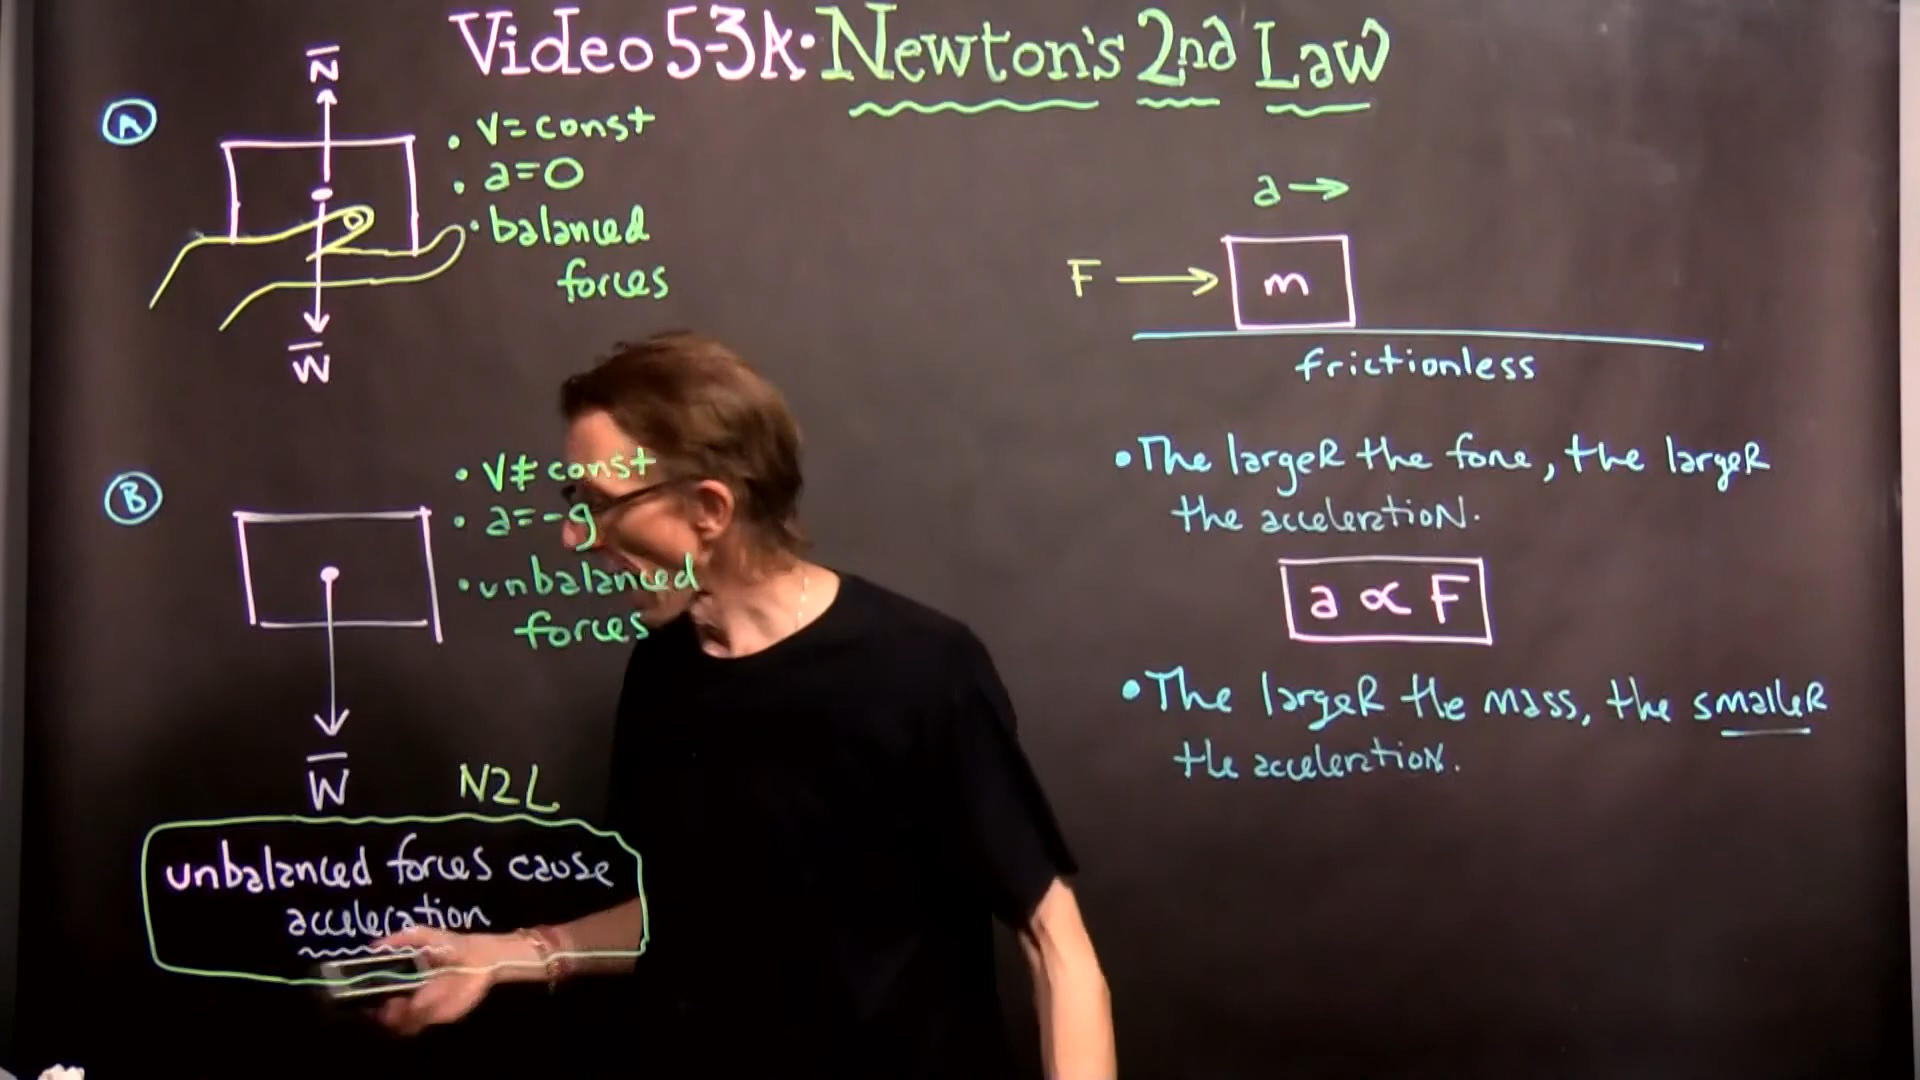 Video 5-3A: Newton's 2nd Law
A
N
• V = const
• a = 0
• balanced
forces
W
B
• V ≠ const
• a = -g
• unbalanced
forces
W
N2L
unbalanced forces cause
acceleration
a →
F → m
frictionless
• The larger the force, the larger
the acceleration.
a ∝ F
• The larger the mass, the smaller
the acceleration.